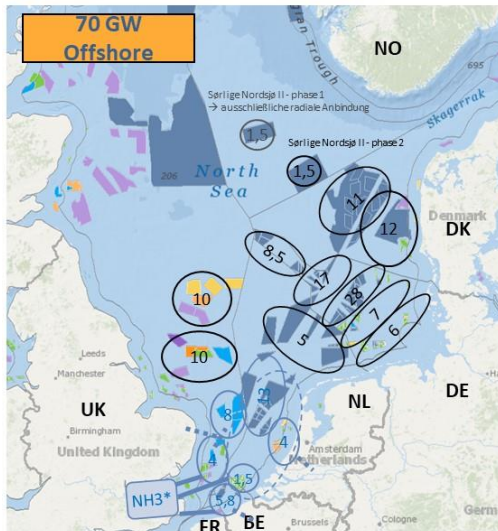 70 GW
Offshore
NO
695
Skagerrak
Sørlige Nordsjø II - phase 1
→ ausschließliche radiale Anbindung
1,5
Sørlige Nordsjø II - phase 2
North
Sea
206
1,5
11
12
Denmark
DK
8,5
17
28
7
6
5
10
10
Leeds
Manchester
UK
Birmingham
United Kingdom
NL
DE
8
13
4
4
Amsterdam
Netherlands
1,5
NH3*
5,8
FR
BE
Brussels
Cologne